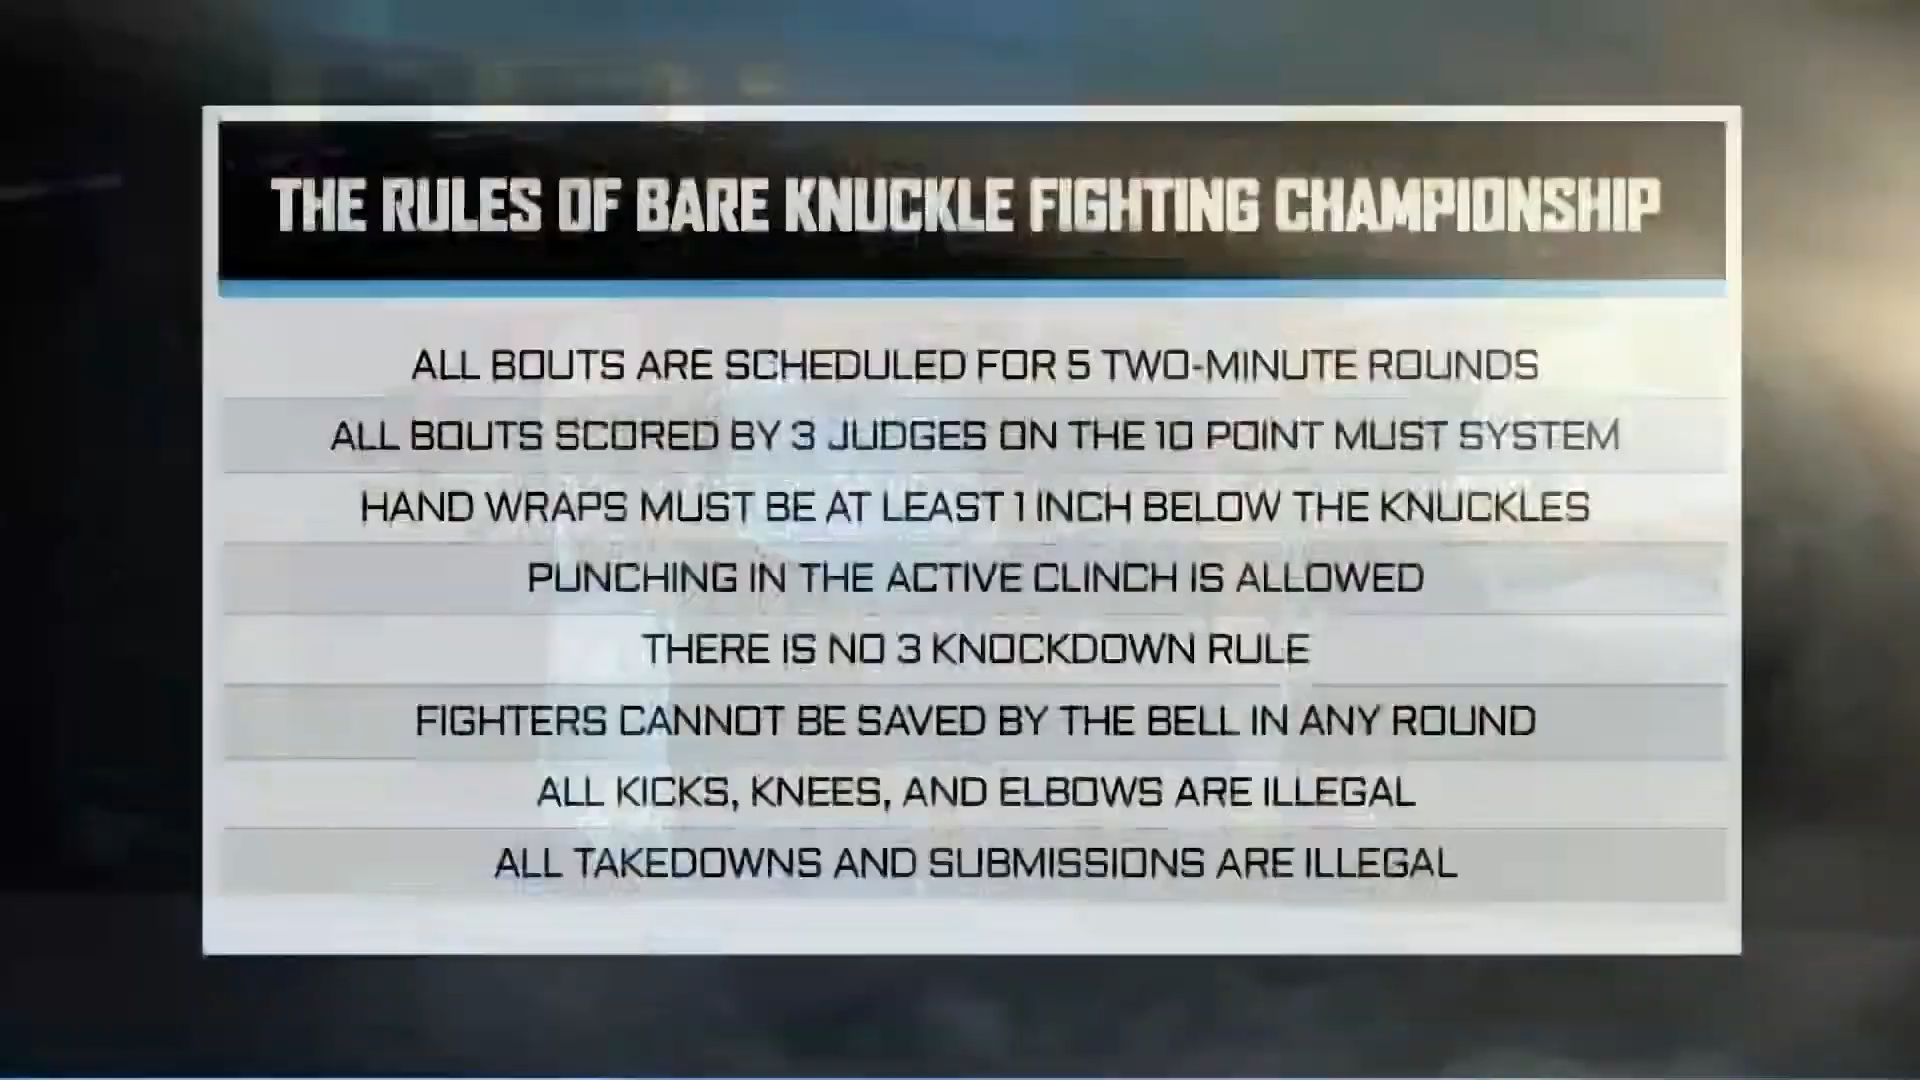 THE RULES OF BARE KNUCKLE FIGHTING CHAMPIONSHIP
ALL BOUTS ARE SCHEDULED FOR 5 TWO-MINUTE ROUNDS
ALL BOUTS SCORED BY 3 JUDGES ON THE 10 POINT MUST SYSTEM
HAND WRAPS MUST BE AT LEAST 1 INCH BELOW THE KNUCKLES
PUNCHING IN THE ACTIVE CLINCH IS ALLOWED
THERE IS NO 3 KNOCKDOWN RULE
FIGHTERS CANNOT BE SAVED BY THE BELL IN ANY ROUND
ALL KICKS, KNEES, AND ELBOWS ARE ILLEGAL
ALL TAKEDOWNS AND SUBMISSIONS ARE ILLEGAL